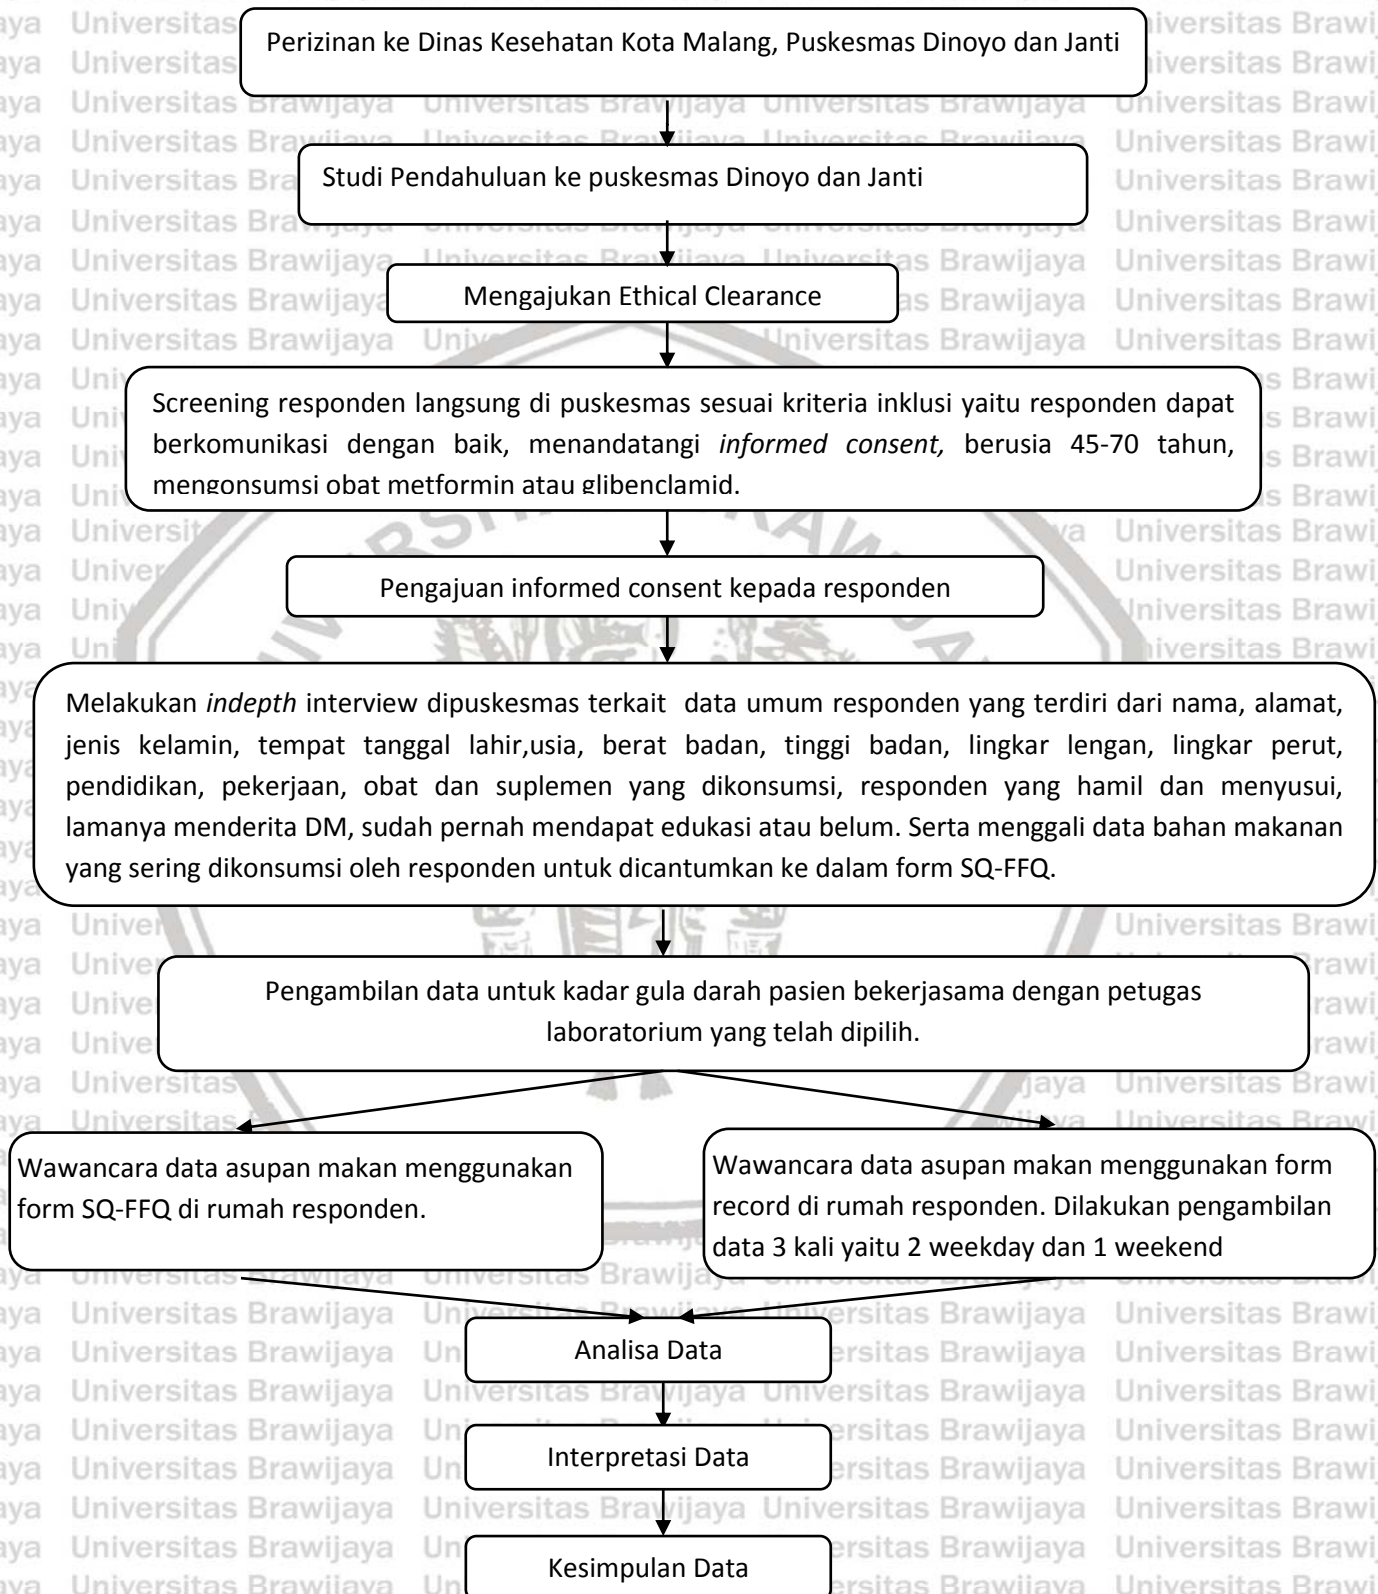 Perizinan ke Dinas Kesehatan Kota Malang, Puskesmas Dinoyo dan Janti
Studi Pendahuluan ke puskesmas Dinoyo dan Janti
Mengajukan Ethical Clearance
Screening responden langsung di puskesmas sesuai kriteria inklusi yaitu responden dapat
berkomunikasi dengan baik, menandatangi informed consent, berusia 45-70 tahun,
mengonsumsi obat metformin atau glibenclamid.
Pengajuan informed consent kepada responden
Melakukan indepth interview dipuskesmas terkait data umum responden yang terdiri dari nama, alamat,
jenis kelamin, tempat tanggal lahir,usia, berat badan, tinggi badan, lingkar lengan, lingkar perut,
pendidikan, pekerjaan, obat dan suplemen yang dikonsumsi, responden yang hamil dan menyusui,
lamanya menderita DM, sudah pernah mendapat edukasi atau belum. Serta menggali data bahan makanan
yang sering dikonsumsi oleh responden untuk dicantumkan ke dalam form SQ-FFQ.
Pengambilan data untuk kadar gula darah pasien bekerjasama dengan petugas
laboratorium yang telah dipilih.
Wawancara data asupan makan menggunakan
form SQ-FFQ di rumah responden.
Wawancara data asupan makan menggunakan form
record di rumah responden. Dilakukan pengambilan
data 3 kali yaitu 2 weekday dan 1 weekend
Analisa Data
Interpretasi Data
Kesimpulan Data